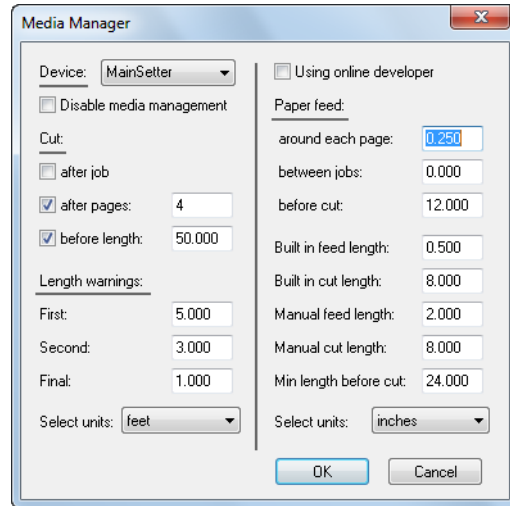 Media Manager
Device: MainSetter
Disable media management
Cut:
after job
after pages: 4
before length: 50.000
Length warnings:
First: 5.000
Second: 3.000
Final: 1.000
Select units: feet
Using online developer
Paper feed:
around each page: 0.250
between jobs: 0.000
before cut: 12.000
Built in feed length: 0.500
Built in cut length: 8.000
Manual feed length: 2.000
Manual cut length: 8.000
Min length before cut: 24.000
Select units: inches
OK Cancel